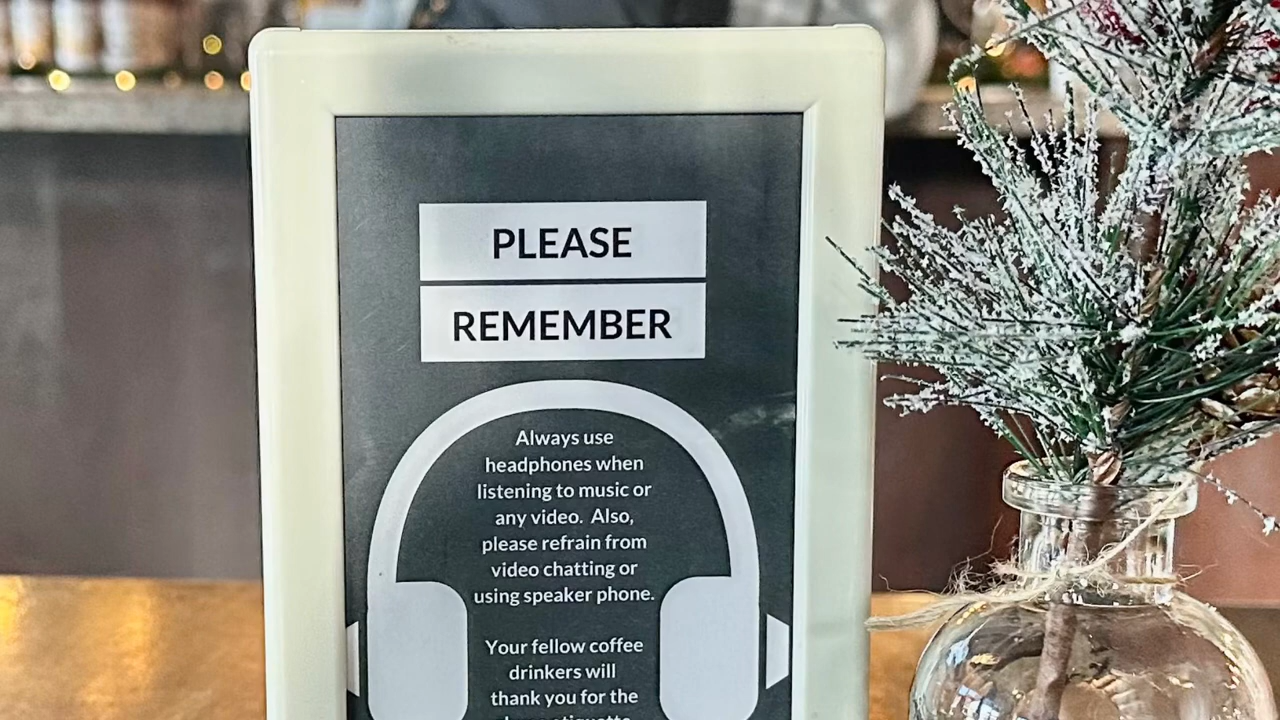 PLEASE
REMEMBER
Always use
headphones when
listening to music or
any video. Also,
please refrain from
video chatting or
using speaker phone.
Your fellow coffee
drinkers will
thank you for the